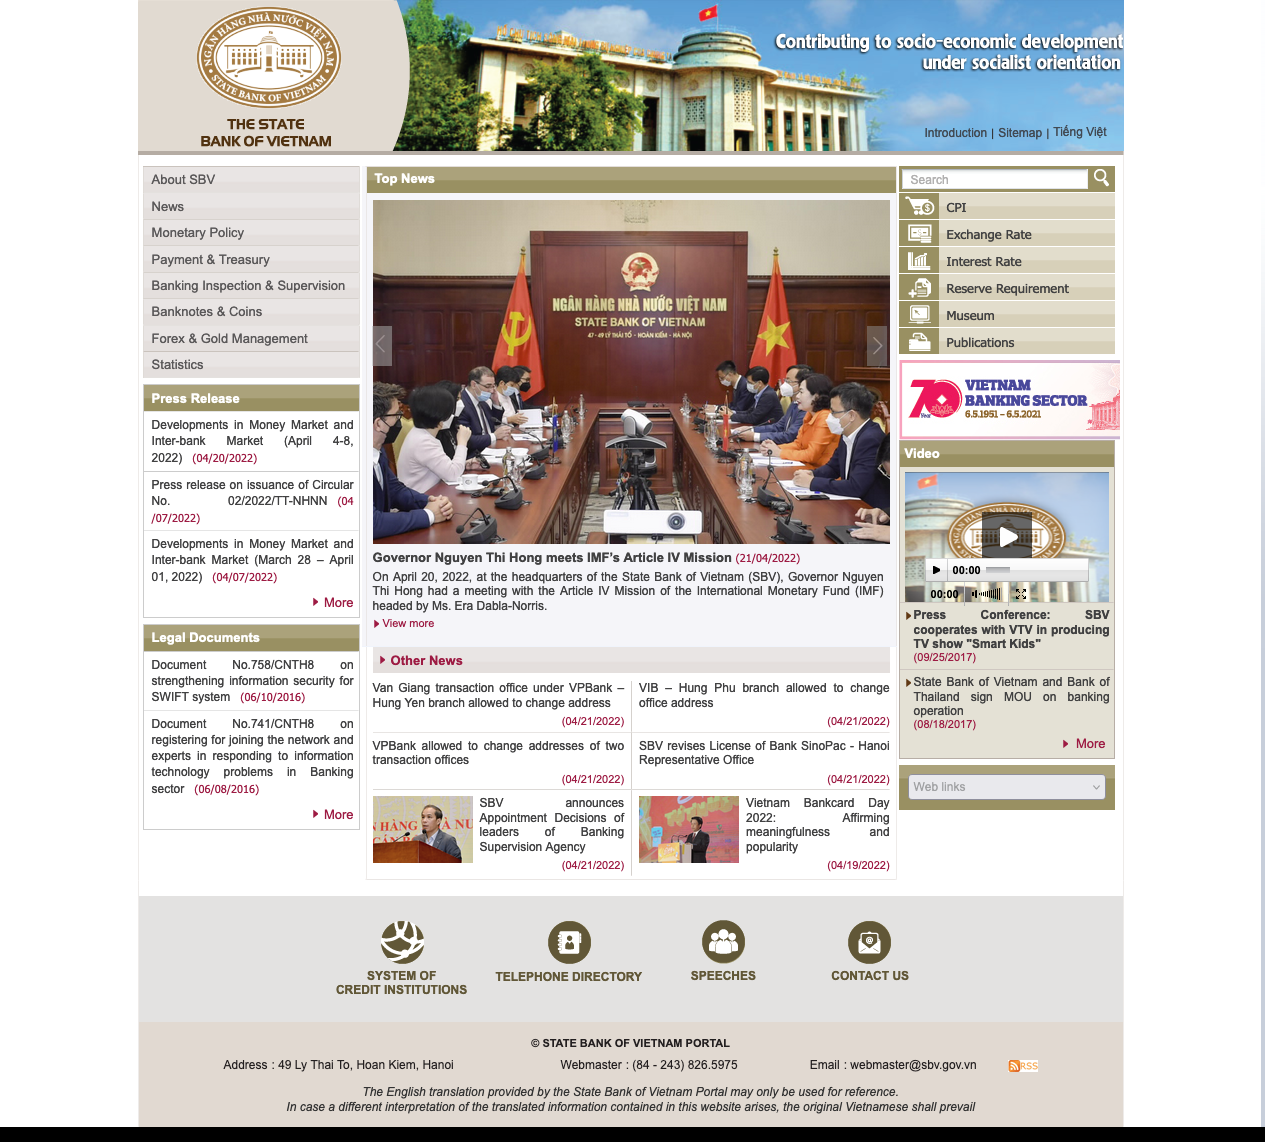 NGÂN HÀNG NHÀ NƯỚC VIỆT NAM
STATE BANK OF VIETNAM
THE STATE
BANK OF VIETNAM
Contributing to socio-economic development
under socialist orientation
Introduction | Sitemap | Tiếng Việt
About SBV
News
Monetary Policy
Payment & Treasury
Banking Inspection & Supervision
Banknotes & Coins
Forex & Gold Management
Statistics
Press Release
Developments in Money Market and
Inter-bank Market (April 4-8,
2022) (04/20/2022)
Press release on issuance of Circular
No. 02/2022/TT-NHNN (04
/07/2022)
Developments in Money Market and
Inter-bank Market (March 28 – April
01, 2022) (04/07/2022)
More
Legal Documents
Document No.758/CNTH8 on
strengthening information security for
SWIFT system (06/10/2016)
Document No.741/CNTH8 on
registering for joining the network and
experts in responding to information
technology problems in Banking
sector (06/08/2016)
More
Top News
NGÂN HÀNG NHÀ NƯỚC VIỆT NAM
STATE BANK OF VIETNAM
47 - 49 LÝ THÁI TỔ - HOÀN KIẾM - HÀ NỘI
Governor Nguyen Thi Hong meets IMF's Article IV Mission (21/04/2022)
On April 20, 2022, at the headquarters of the State Bank of Vietnam (SBV), Governor Nguyen
Thi Hong had a meeting with the Article IV Mission of the International Monetary Fund (IMF)
headed by Ms. Era Dabla-Norris.
View more
Other News
Van Giang transaction office under VPBank –
Hung Yen branch allowed to change address
(04/21/2022)
VIB – Hung Phu branch allowed to change
office address
(04/21/2022)
VPBank allowed to change addresses of two
transaction offices
(04/21/2022)
SBV revises License of Bank SinoPac - Hanoi
Representative Office
(04/21/2022)
SBV announces
Appointment Decisions of
leaders of Banking
Supervision Agency
(04/21/2022)
Vietnam Bankcard Day
2022: Affirming
meaningfulness and
popularity
(04/19/2022)
Search
CPI
Exchange Rate
Interest Rate
Reserve Requirement
Museum
Publications
70
VIETNAM
BANKING SECTOR
6.5.1951 – 6.5.2021
Video
00:00
00:00
Press Conference: SBV
cooperates with VTV in producing
TV show "Smart Kids"
(09/25/2017)
State Bank of Vietnam and Bank of
Thailand sign MOU on banking
operation
(08/18/2017)
More
Web links
SYSTEM OF
CREDIT INSTITUTIONS
TELEPHONE DIRECTORY
SPEECHES
CONTACT US
© STATE BANK OF VIETNAM PORTAL
Address : 49 Ly Thai To, Hoan Kiem, Hanoi
Webmaster : (84 - 243) 826.5975
Email : webmaster@sbv.gov.vn
RSS
The English translation provided by the State Bank of Vietnam Portal may only be used for reference.
In case a different interpretation of the translated information contained in this website arises, the original Vietnamese shall prevail